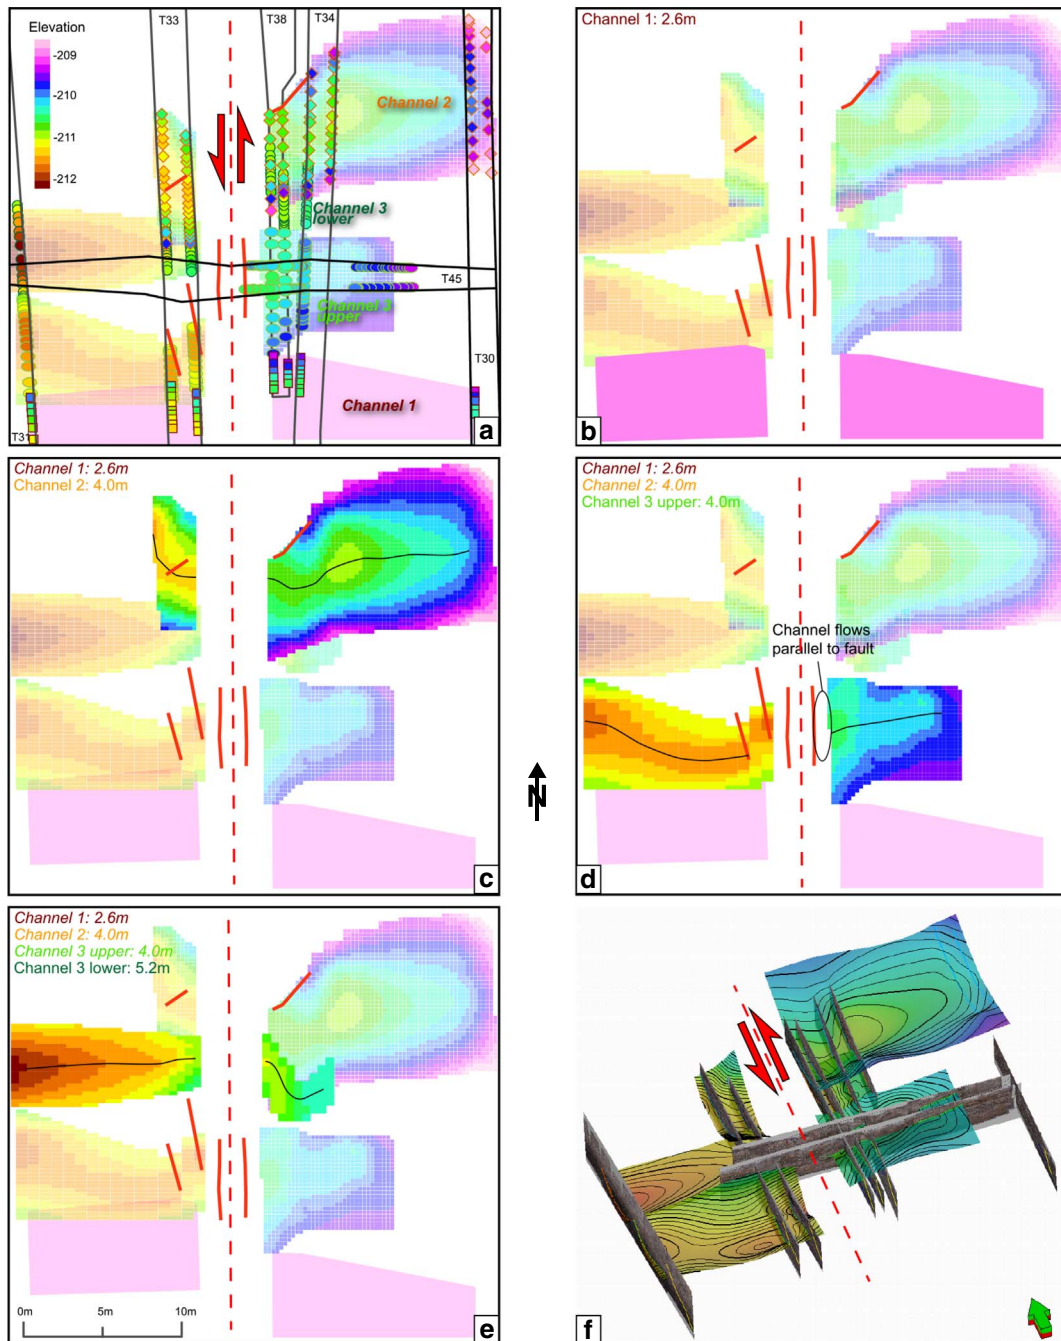 Elevation
-209
-210
-211
-212
T33
T38
T34
Channel 2
Channel 3
lower
T45
Channel 3
upper
T30
Channel 1
T31
a
Channel 1: 2.6m
b
Channel 1: 2.6m
Channel 2: 4.0m
c
N
Channel 1: 2.6m
Channel 2: 4.0m
Channel 3 upper: 4.0m
Channel flows
parallel to fault
d
Channel 1: 2.6m
Channel 2: 4.0m
Channel 3 upper: 4.0m
Channel 3 lower: 5.2m
0m 5m 10m
e
f